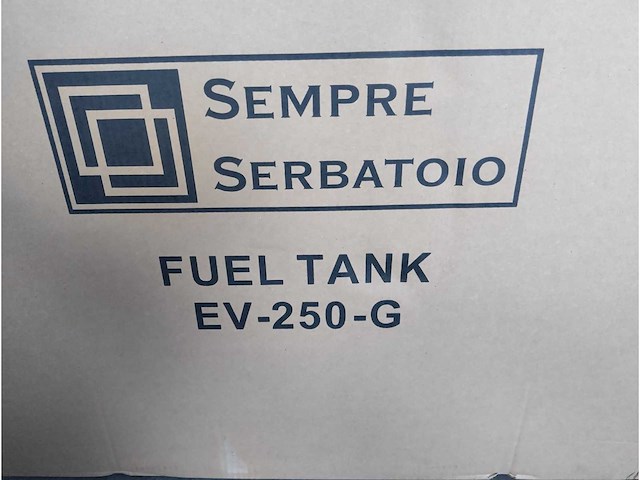 SEMPRE
SERBATOIO
FUEL TANK
EV-250-G